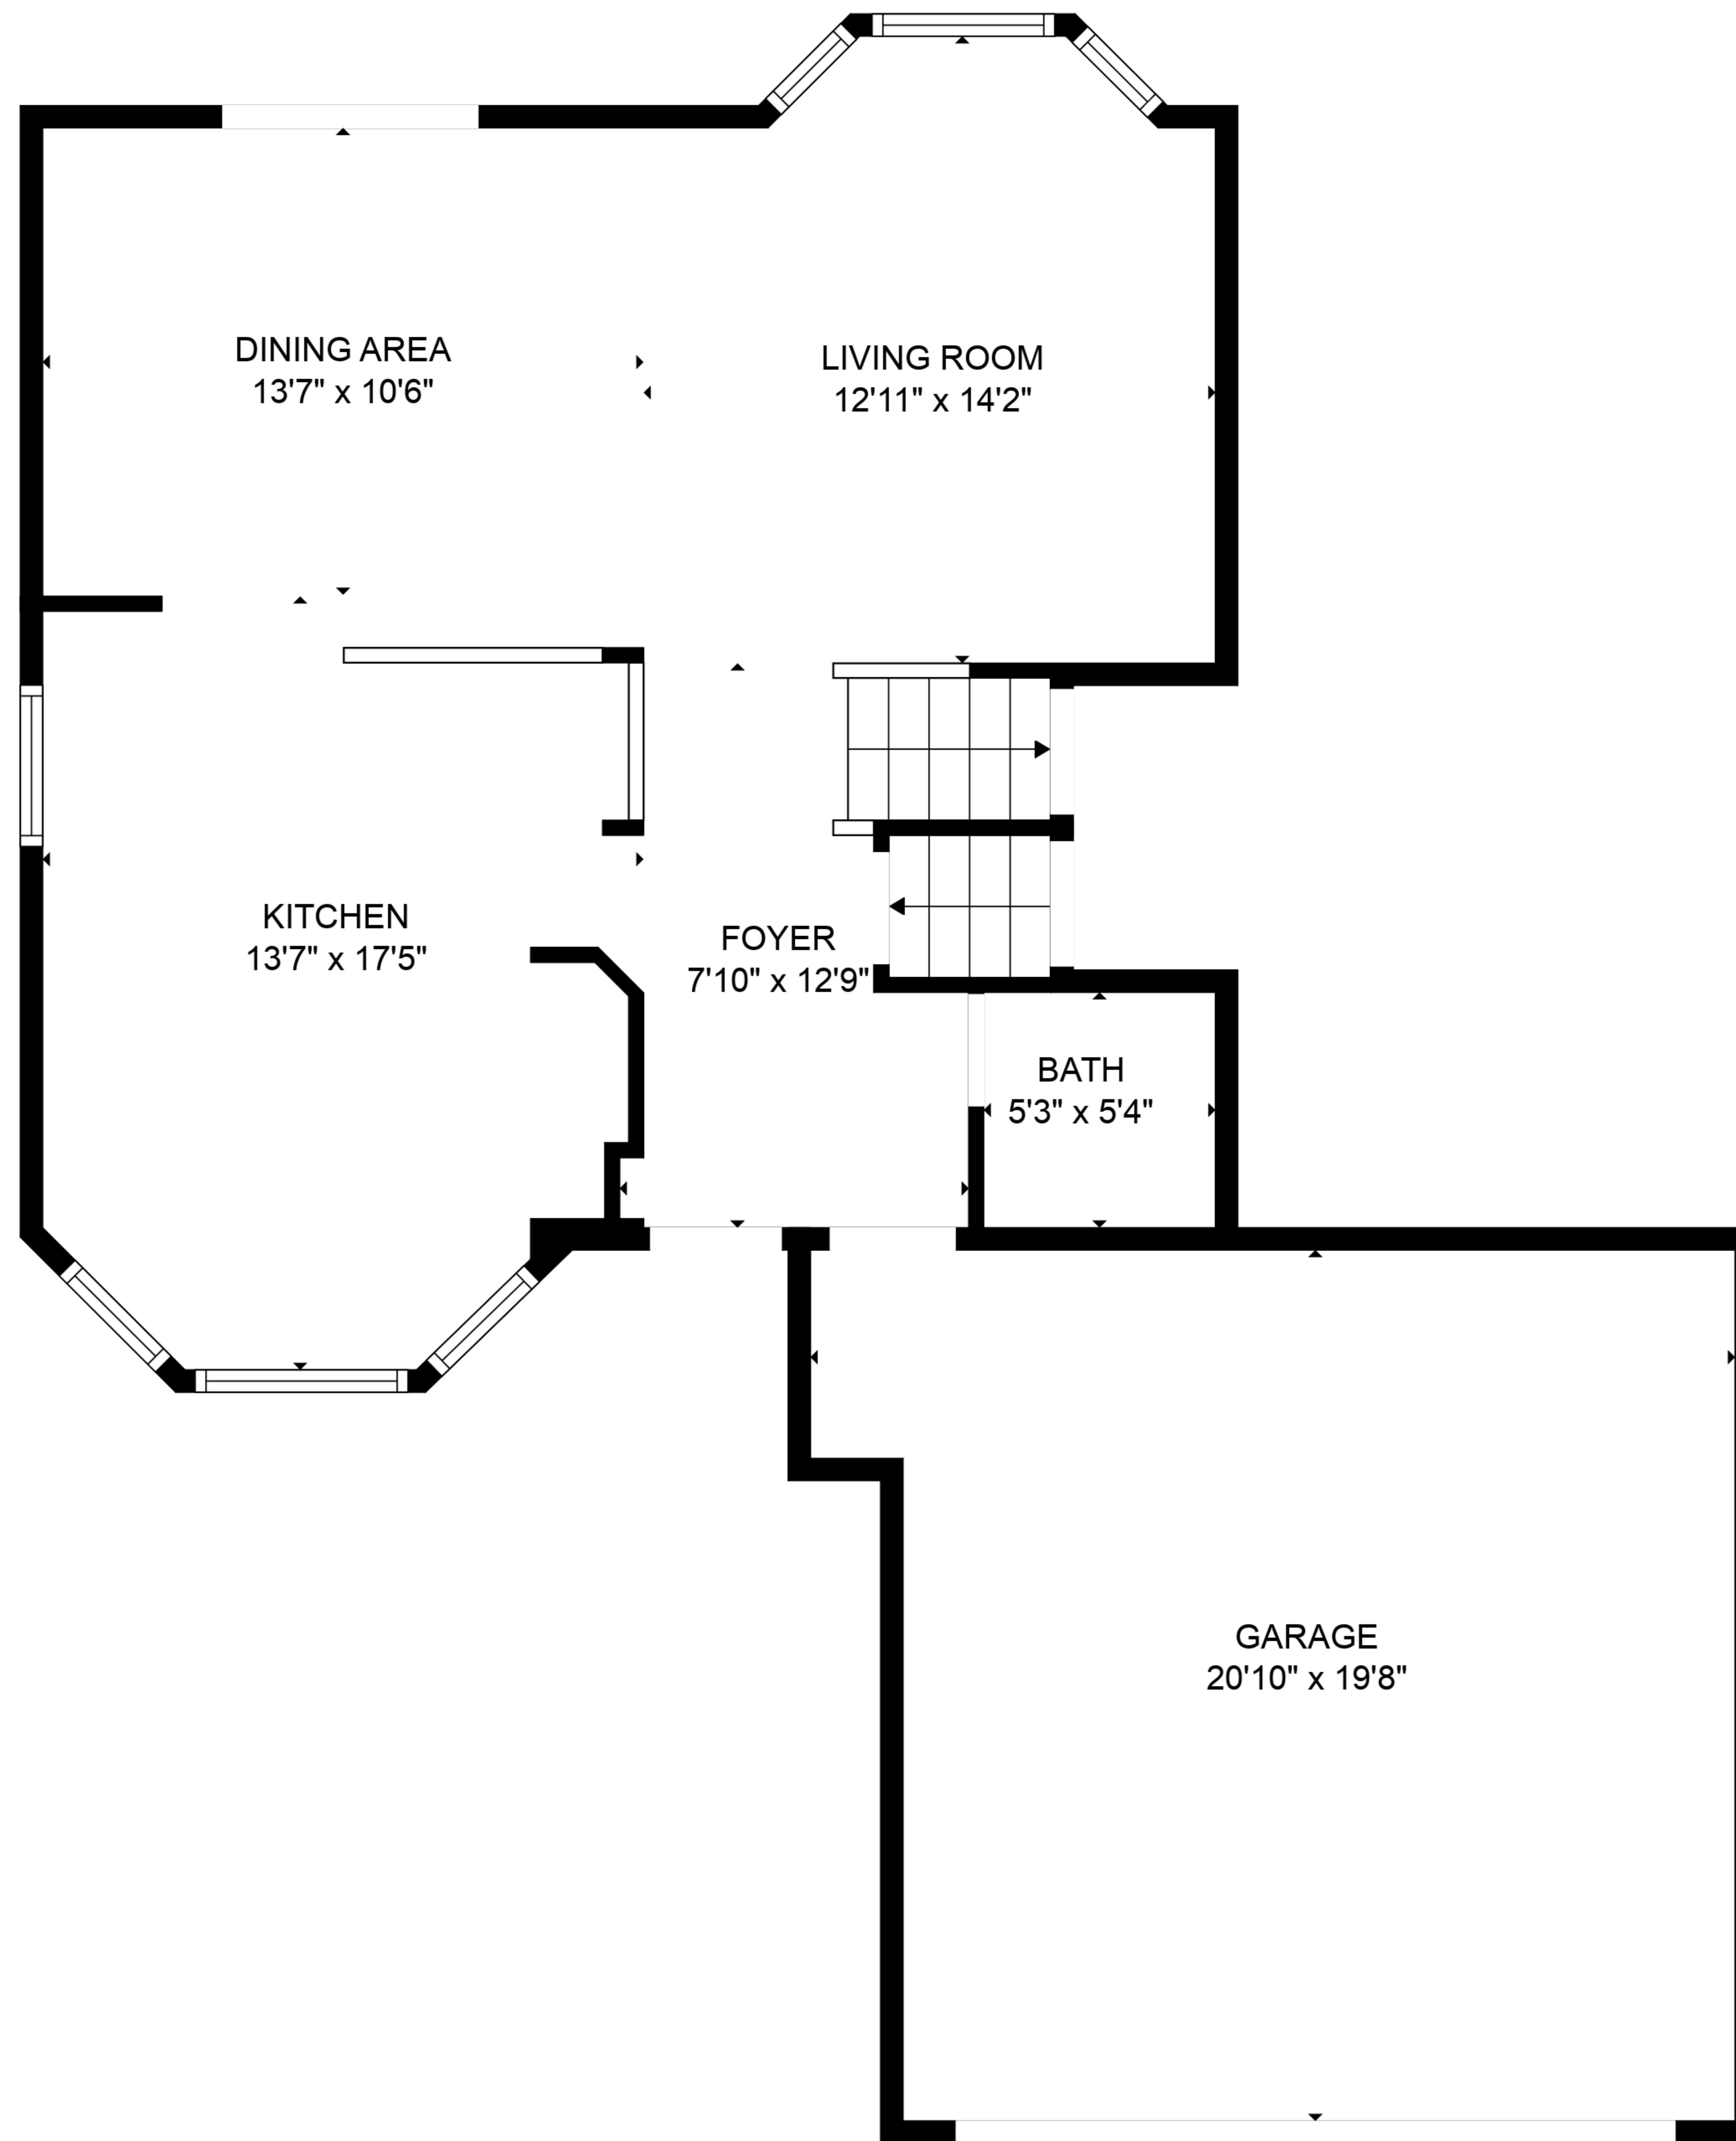 DINING AREA
13'7" x 10'6"
LIVING ROOM
12'11" x 14'2"
KITCHEN
13'7" x 17'5"
FOYER
7'10" x 12'9"
BATH
5'3" x 5'4"
GARAGE
20'10" x 19'8"